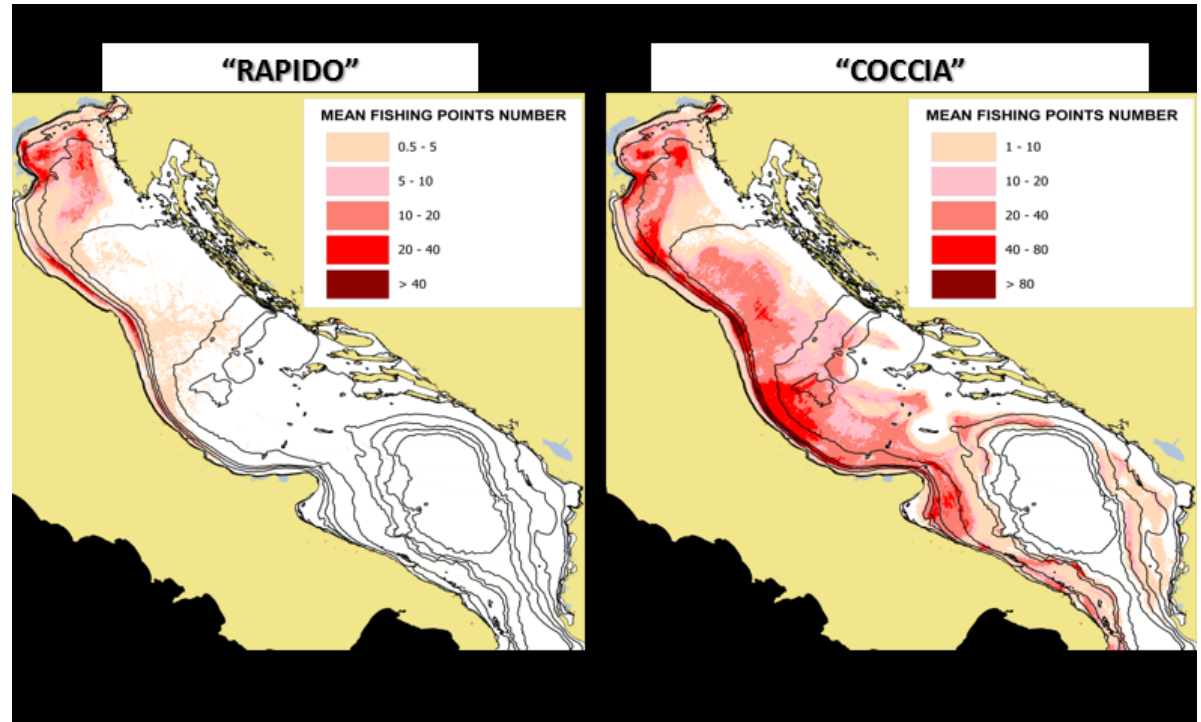 “RAPIDO”
MEAN FISHING POINTS NUMBER
0.5 - 5
5 - 10
10 - 20
20 - 40
> 40
“COCCIA”
MEAN FISHING POINTS NUMBER
1 - 10
10 - 20
20 - 40
40 - 80
> 80